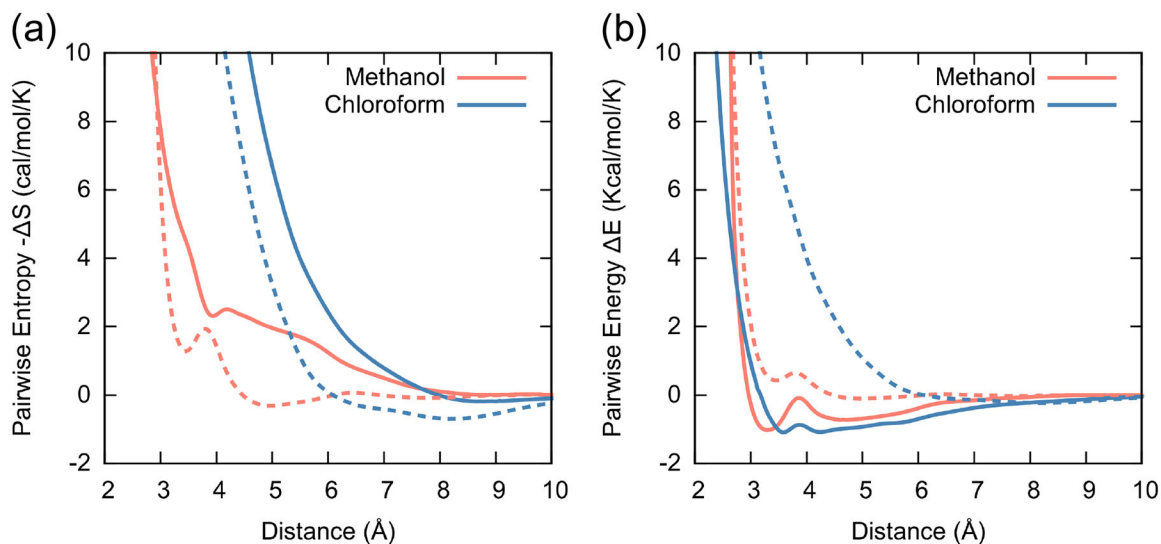 (a)
Pairwise Entropy -ΔS (cal/mol/K)
10
8
6
4
2
0
-2
Methanol
Chloroform
2 3 4 5 6 7 8 9 10
Distance (Å)
(b)
Pairwise Energy ΔE (Kcal/mol/K)
10
8
6
4
2
0
-2
Methanol
Chloroform
2 3 4 5 6 7 8 9 10
Distance (Å)